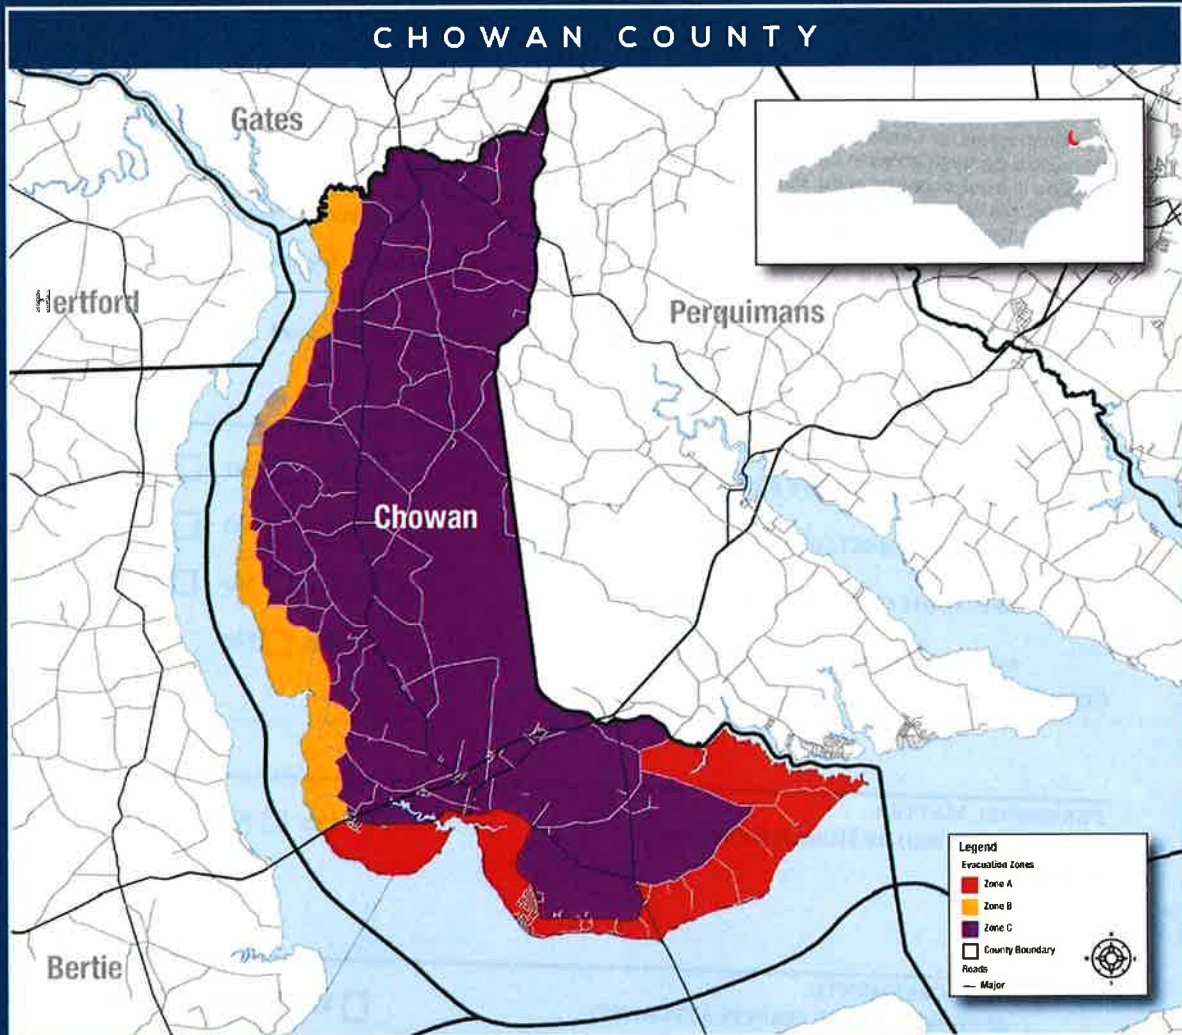 CHOWAN COUNTY
Gates
Hertford
Perquimans
Chowan
Bertie
Legend
Evacuation Zones
Zone A
Zone B
Zone C
County Boundary
Roads
Major